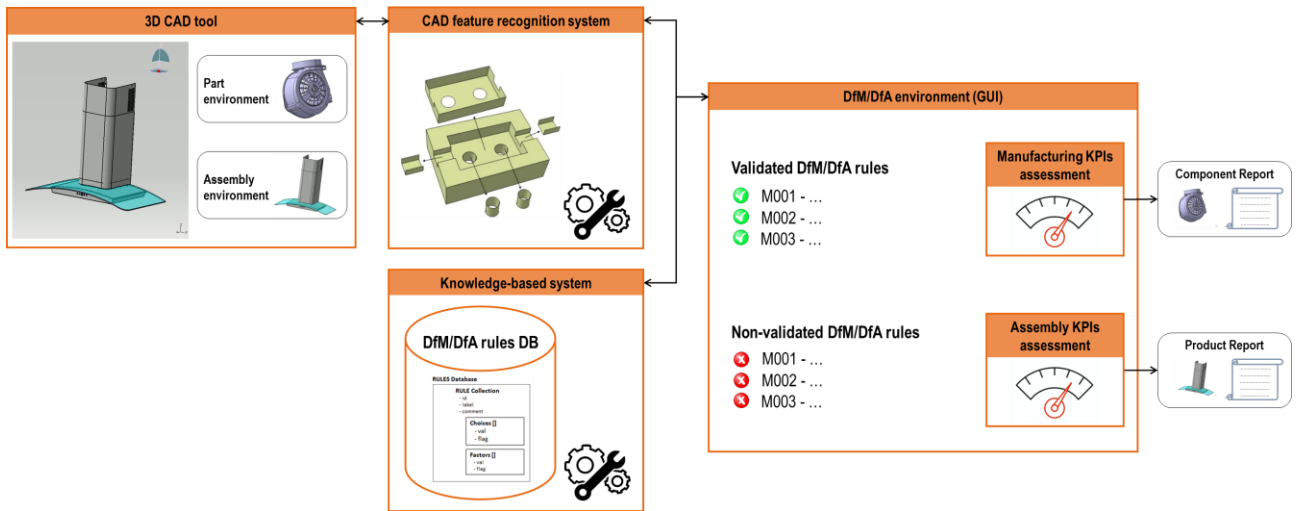 3D CAD tool
Part
environment
Assembly
environment
CAD feature recognition system
Knowledge-based system
DfM/DfA rules DB
RULES Database
RULE Collection
- id
- label
- comment
Choices []
- val
- flag
Factors []
- val
- flag
DfM/DfA environment (GUI)
Validated DfM/DfA rules
M001 - ...
M002 - ...
M003 - ...
Non-validated DfM/DfA rules
M001 - ...
M002 - ...
M003 - ...
Manufacturing KPIs
assessment
Assembly KPIs
assessment
Component Report
Product Report